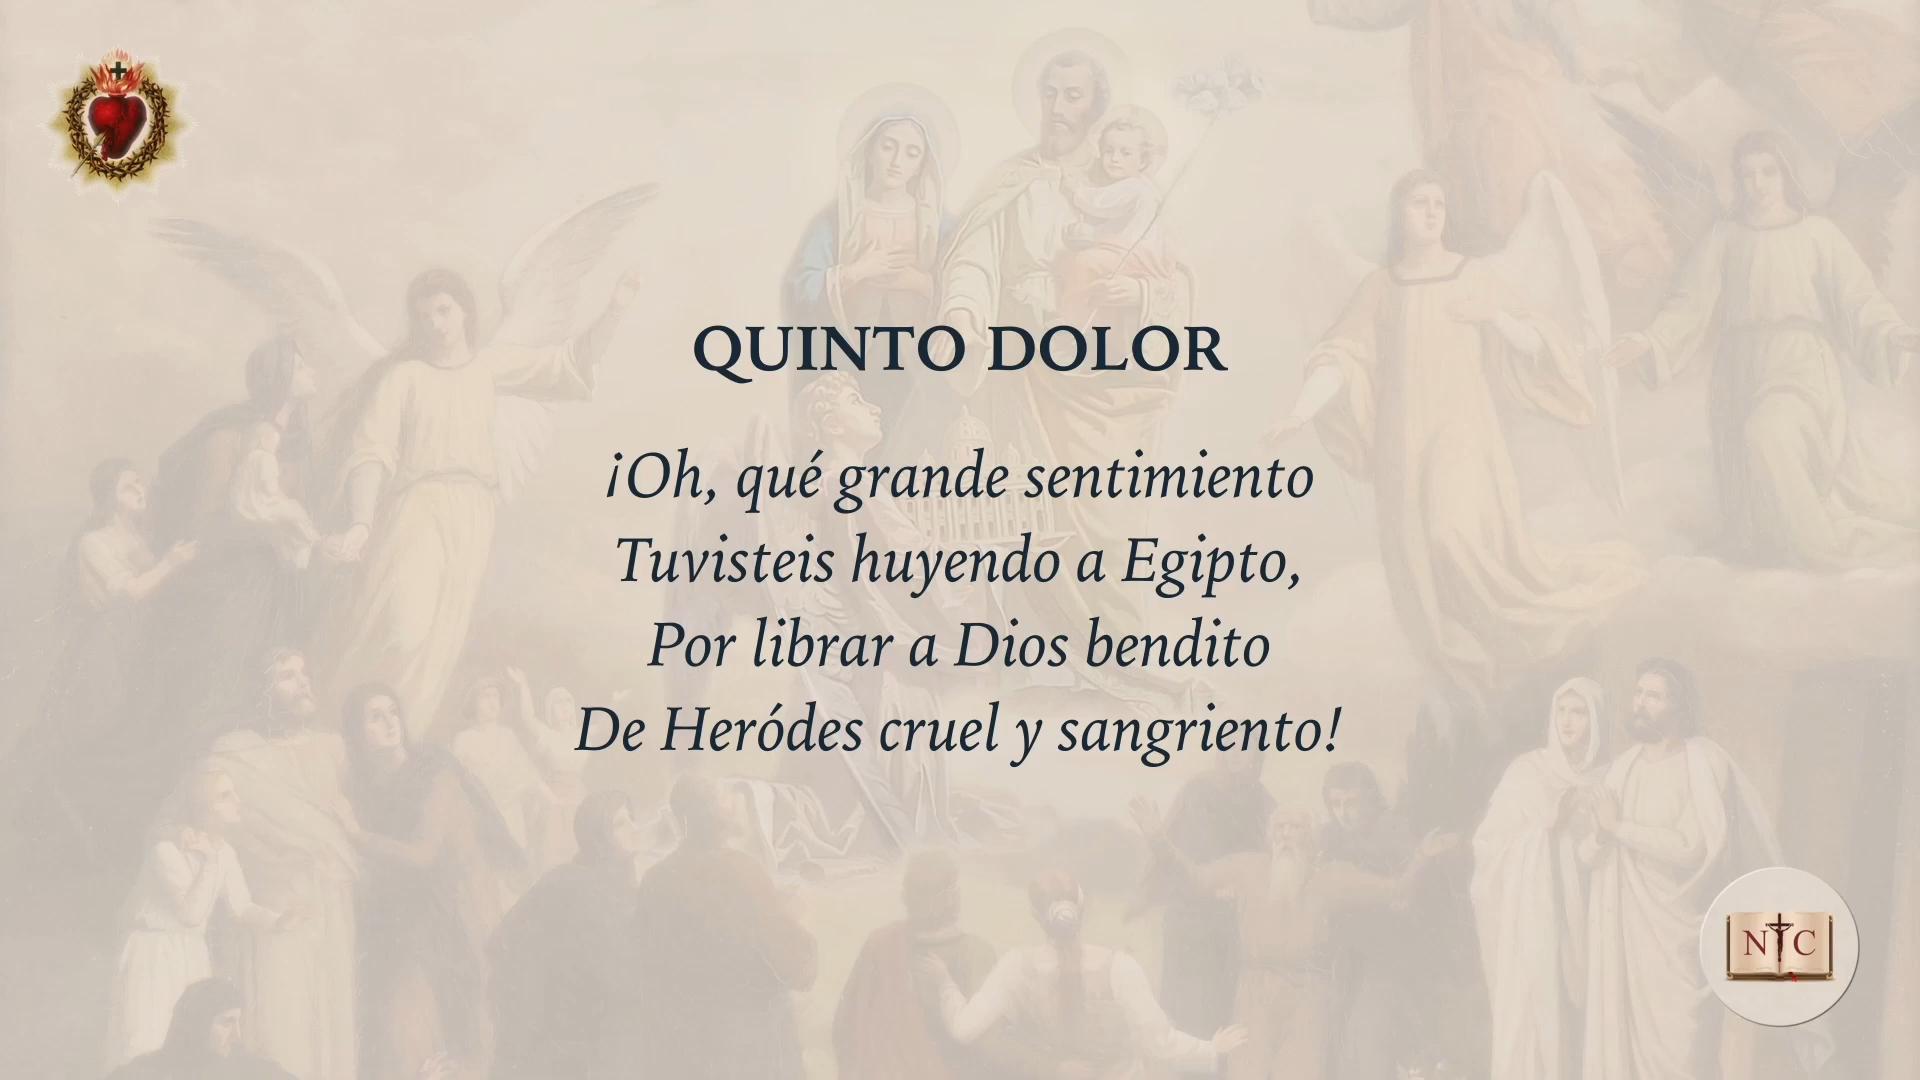 QUINTO DOLOR
¡Oh, qué grande sentimiento
Tuvisteis huyendo a Egipto,
Por librar a Dios bendito
De Heródes cruel y sangriento!
N C